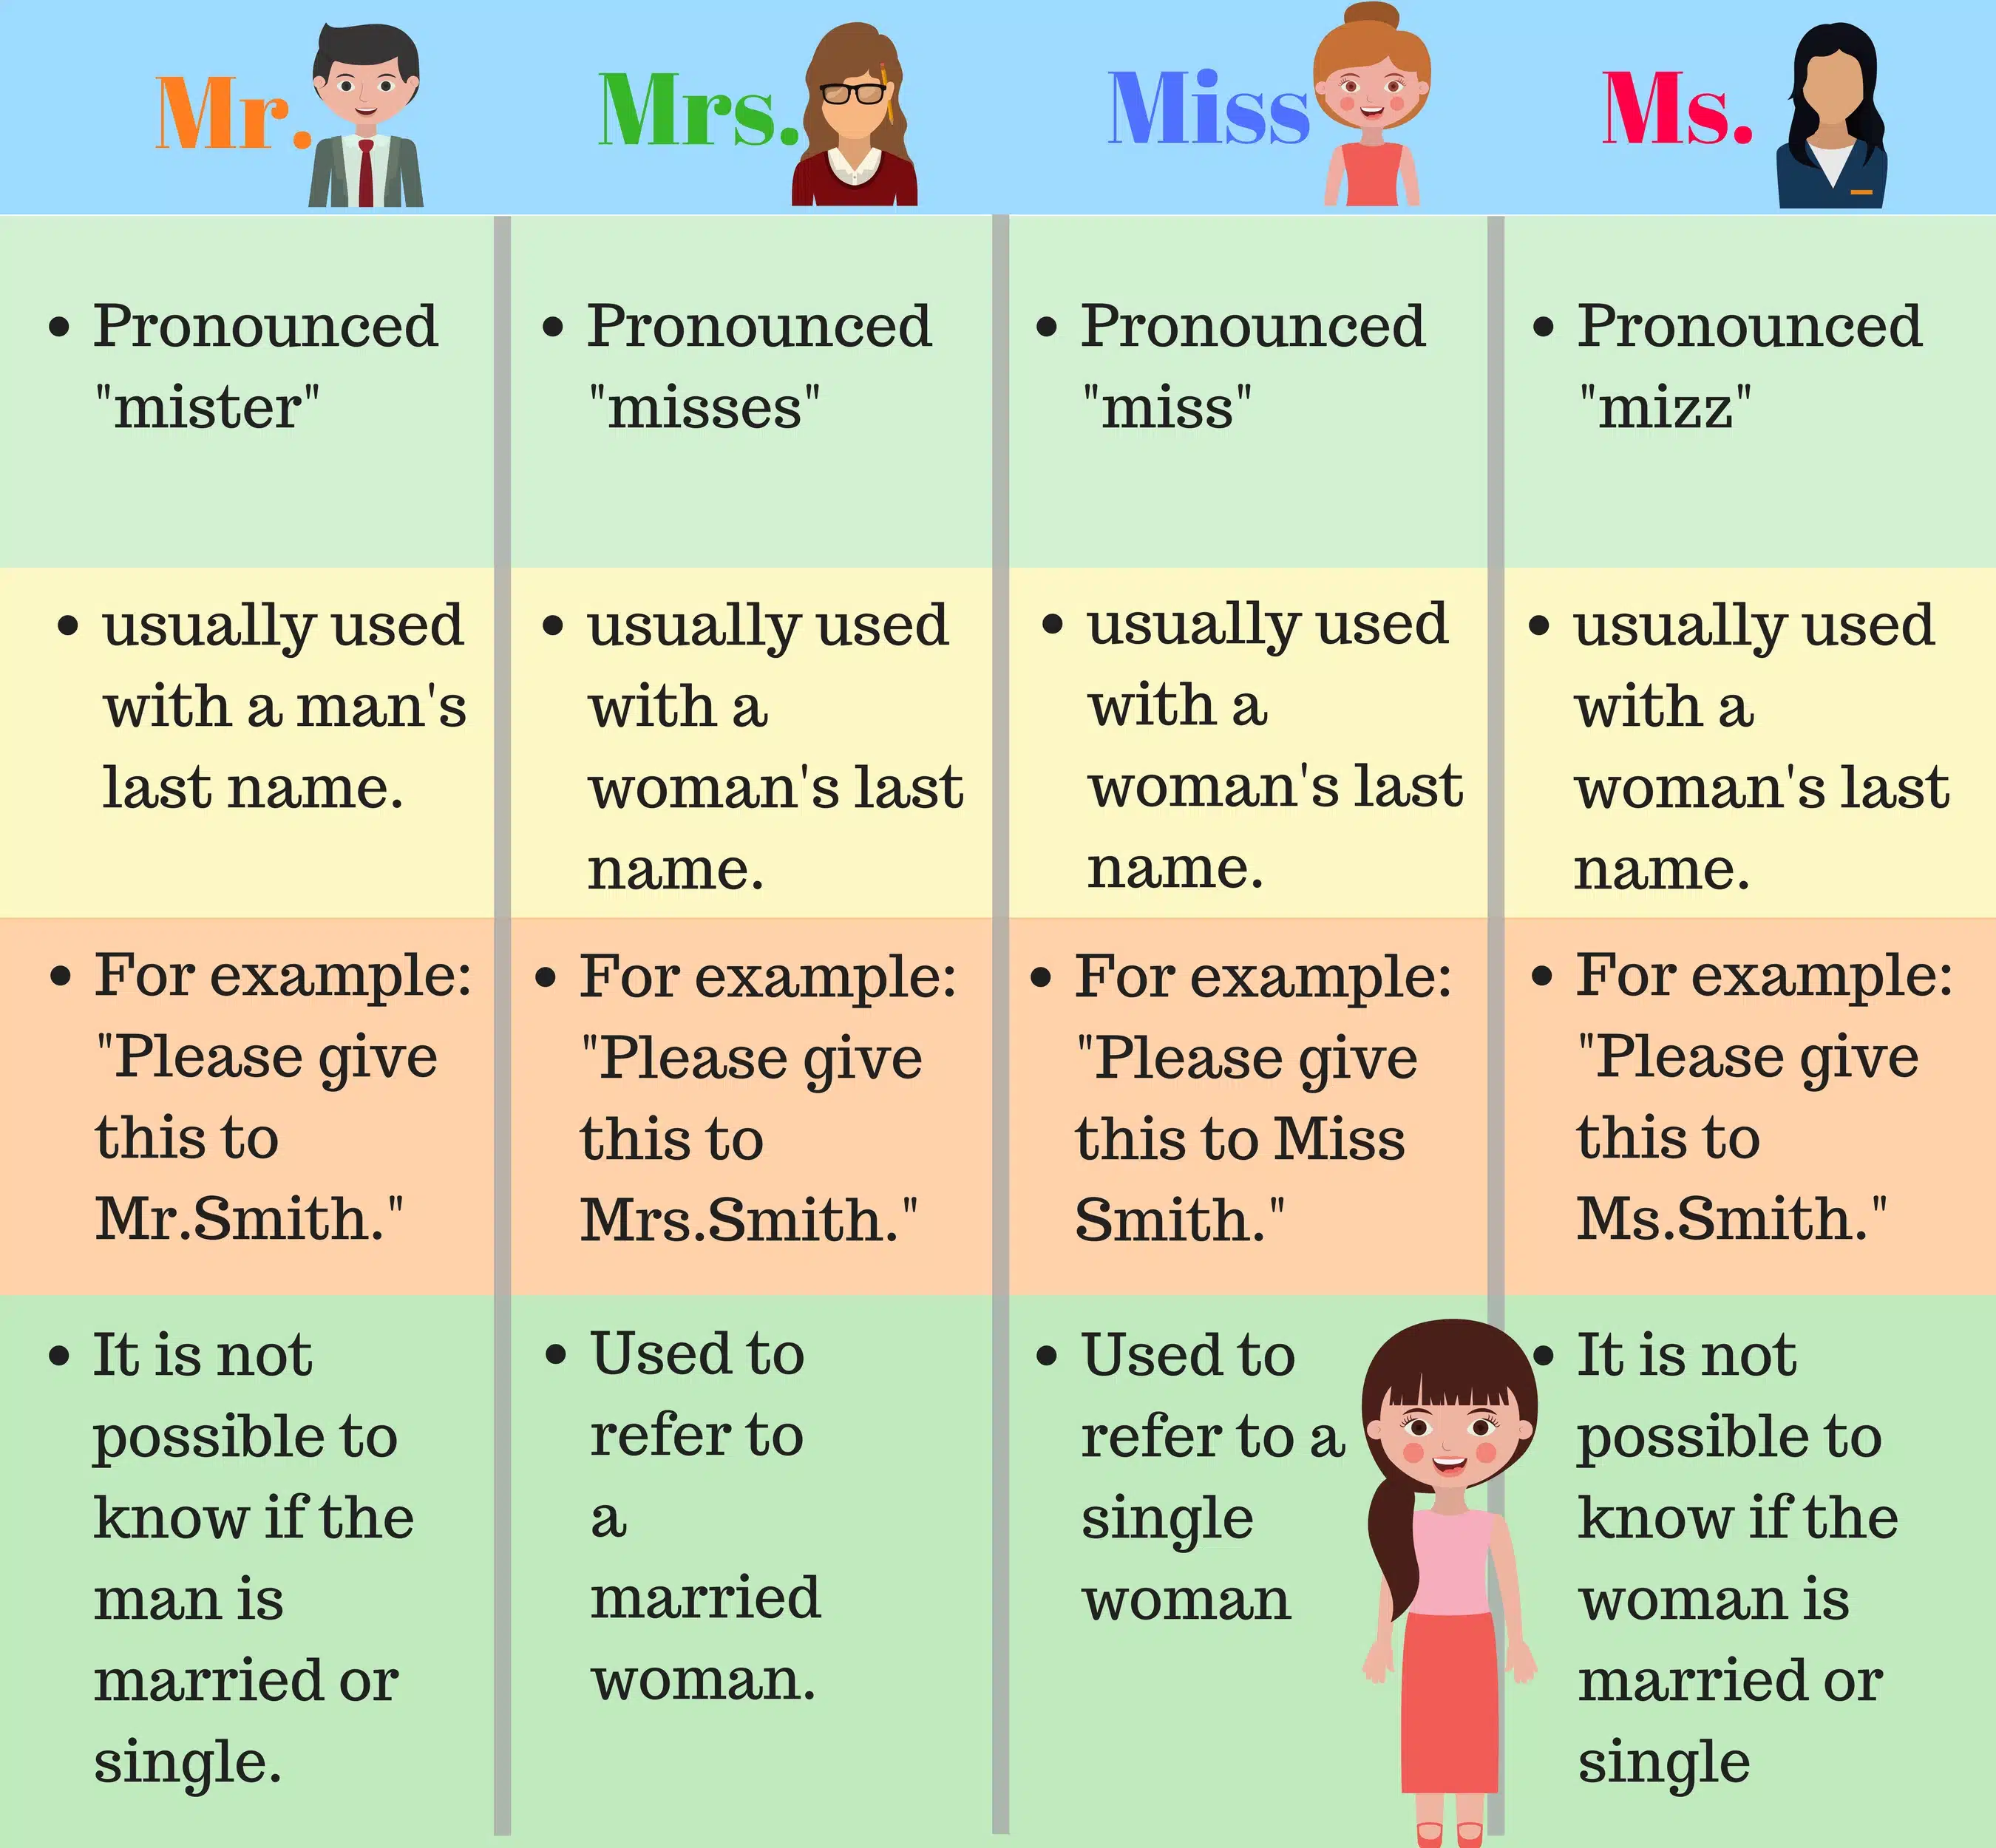 Mr.
Mrs.
Miss
Ms.
• Pronounced
"mister"
• Pronounced
"misses"
• Pronounced
"miss"
• Pronounced
"mizz"
• usually used
with a man's
last name.
• usually used
with a
woman's last
name.
• usually used
with a
woman's last
name.
• usually used
with a
woman's last
name.
• For example:
"Please give
this to
Mr.Smith."
• For example:
"Please give
this to
Mrs.Smith."
• For example:
"Please give
this to Miss
Smith."
• For example:
"Please give
this to
Ms.Smith."
• It is not
possible to
know if the
man is
married or
single.
• Used to
refer to
a
married
woman.
• Used to
refer to a
single
woman
• It is not
possible to
know if the
woman is
married or
single